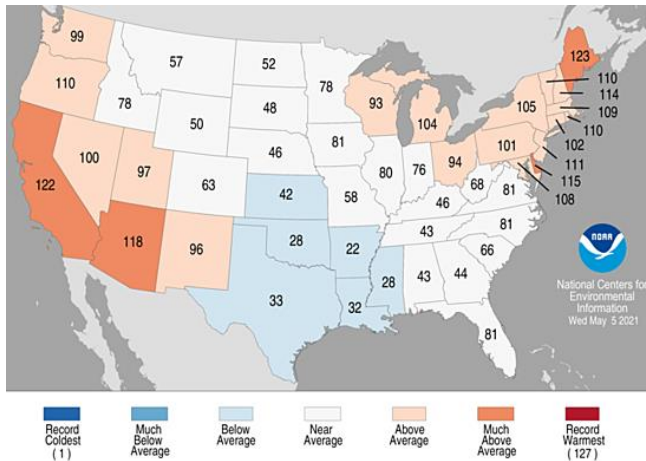 99
57
52
78
123
110
78
48
110
114
105
109
110
50
93
104
102
100
97
46
81
101
111
94
115
108
122
63
42
58
80
76
68
81
46
118
96
28
22
43
81
66
33
28
43
44
32
81
NOAA
National Centers for
Environmental
Information
Wed May 5 2021
Record
Coldest
( 1 )
Much
Below
Average
Below
Average
Near
Average
Above
Average
Much
Above
Average
Record
Warmest
( 127 )